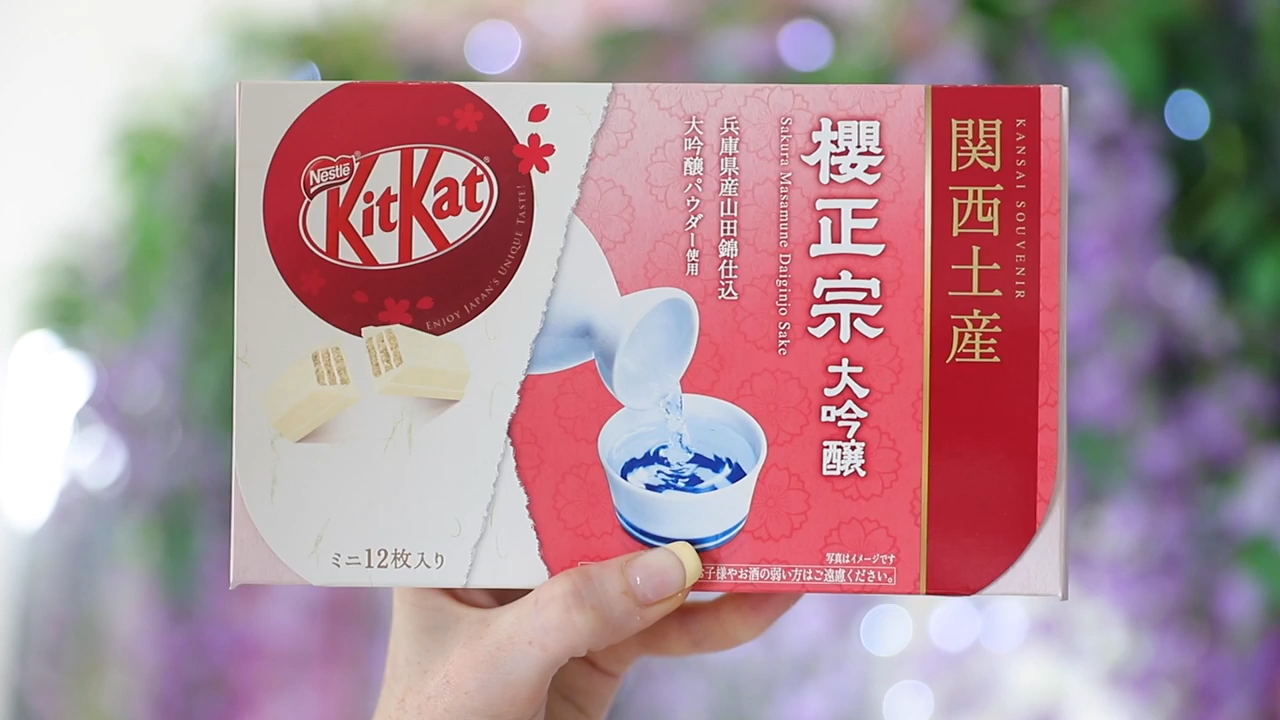 Nestlé
KitKat
ENJOY JAPAN'S UNIQUE TASTE!
ミニ12枚入り
関西土産
KANSAI SOUVENIR
櫻正宗 大吟醸
Sakura Masamune Daiginjo Sake
兵庫県産山田錦仕込
大吟醸パウダー使用
写真はイメージです
子様やお酒の弱い方はご遠慮ください。